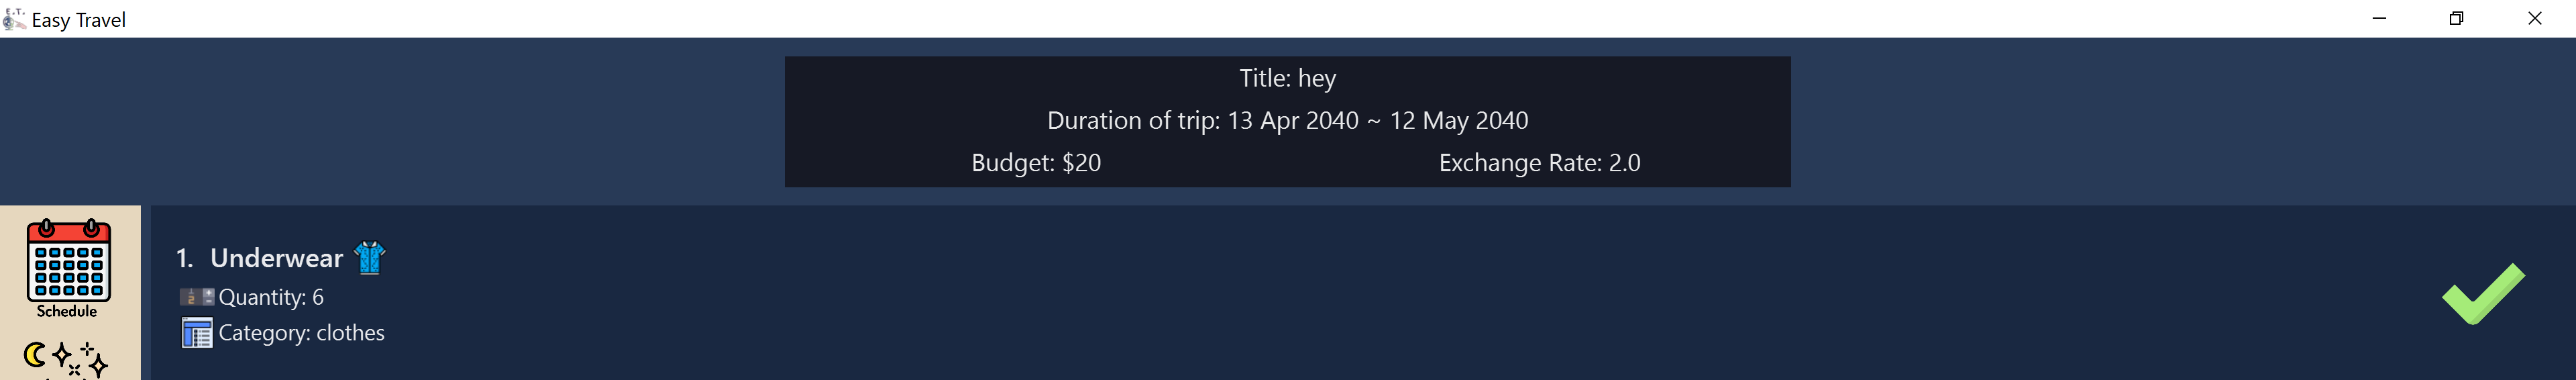 E.T.
Easy Travel
Title: hey
Duration of trip: 13 Apr 2040 ~ 12 May 2040
Budget: $20 Exchange Rate: 2.0
Schedule
1. Underwear
Quantity: 6
Category: clothes